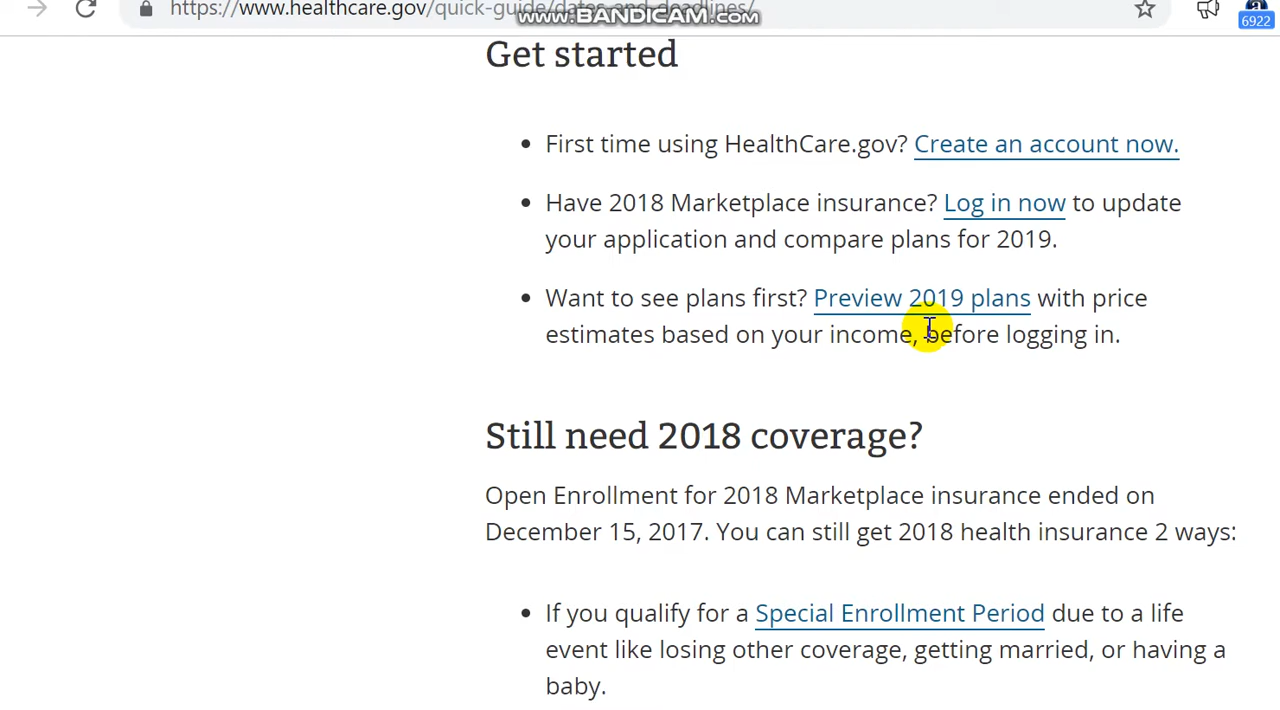 https://www.healthcare.gov/quick-guide/dates-and-deadlines/
www.BANDICAM.com
6922
Get started
• First time using HealthCare.gov? Create an account now.
• Have 2018 Marketplace insurance? Log in now to update
your application and compare plans for 2019.
• Want to see plans first? Preview 2019 plans with price
estimates based on your income, before logging in.
Still need 2018 coverage?
Open Enrollment for 2018 Marketplace insurance ended on
December 15, 2017. You can still get 2018 health insurance 2 ways:
• If you qualify for a Special Enrollment Period due to a life
event like losing other coverage, getting married, or having a
baby.